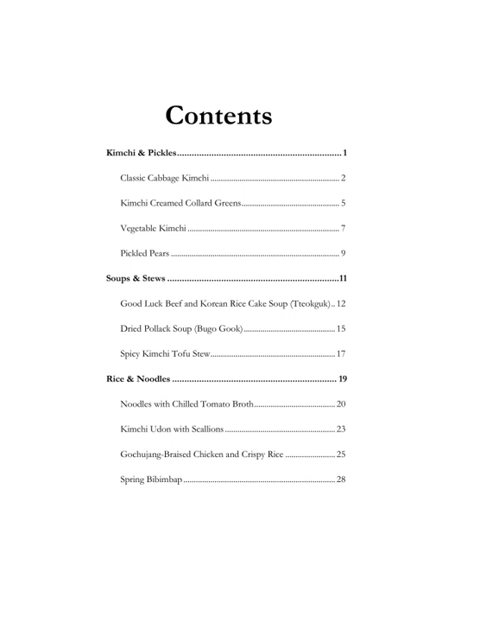 Contents
Kimchi & Pickles.....................................................................1
Classic Cabbage Kimchi.............................................................. 2
Kimchi Creamed Collard Greens............................................... 5
Vegetable Kimchi......................................................................... 7
Pickled Pears ................................................................................. 9
Soups & Stews ........................................................................11
Good Luck Beef and Korean Rice Cake Soup (Tteokguk).. 12
Dried Pollack Soup (Bugo Gook)............................................ 15
Spicy Kimchi Tofu Stew............................................................ 17
Rice & Noodles ..................................................................... 19
Noodles with Chilled Tomato Broth....................................... 20
Kimchi Udon with Scallions..................................................... 23
Gochujang-Braised Chicken and Crispy Rice ........................ 25
Spring Bibimbap......................................................................... 28